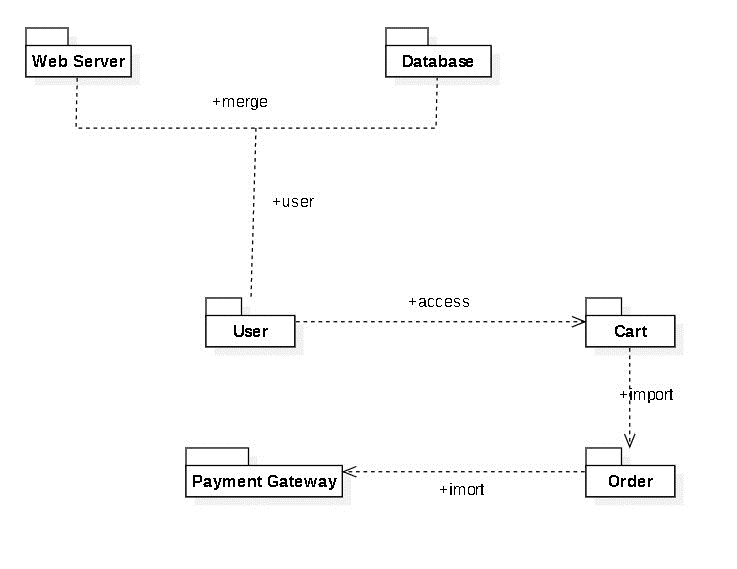 Web Server
Database
+merge
+user
+access
User
Cart
+import
Payment Gateway
Order
+imort